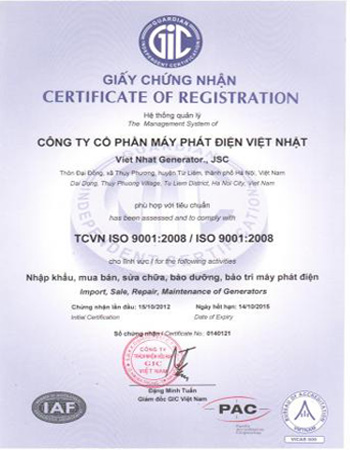 GUARDIAN
GIC
INDEPENDENT CERTIFICATION
GIẤY CHỨNG NHẬN
CERTIFICATE OF REGISTRATION
Hệ thống quản lý
The Management System of
CÔNG TY CỔ PHẦN MÁY PHÁT ĐIỆN VIỆT NHẬT
Viet Nhat Generator., JSC
Thôn Đại Đồng, xã Thụy Phương, huyện Từ Liêm, thành phố Hà Nội, Việt Nam
Dai Dong, Thuy Phuong Village, Tu Liem District, Ha Noi City, Viet Nam
phù hợp với tiêu chuẩn
has been assessed and to comply with
TCVN ISO 9001:2008 / ISO 9001:2008
cho lĩnh vực / for the following activities
Nhập khẩu, mua bán, sửa chữa, bảo dưỡng, bảo trì máy phát điện
Import, Sale, Repair, Maintenance of Generators
Chứng nhận lần đầu: 15/10/2012 Ngày hết hạn: 14/10/2015
Initial Certification Date of Expiry
Số chứng nhận / Certificate No: 0140121
CÔNG TY
GIC
VIỆT NAM
Đặng Minh Tuấn
Giám đốc GIC Việt Nam
IAF
PAC
BUREAU OF ACCREDITATION
VIETNAM